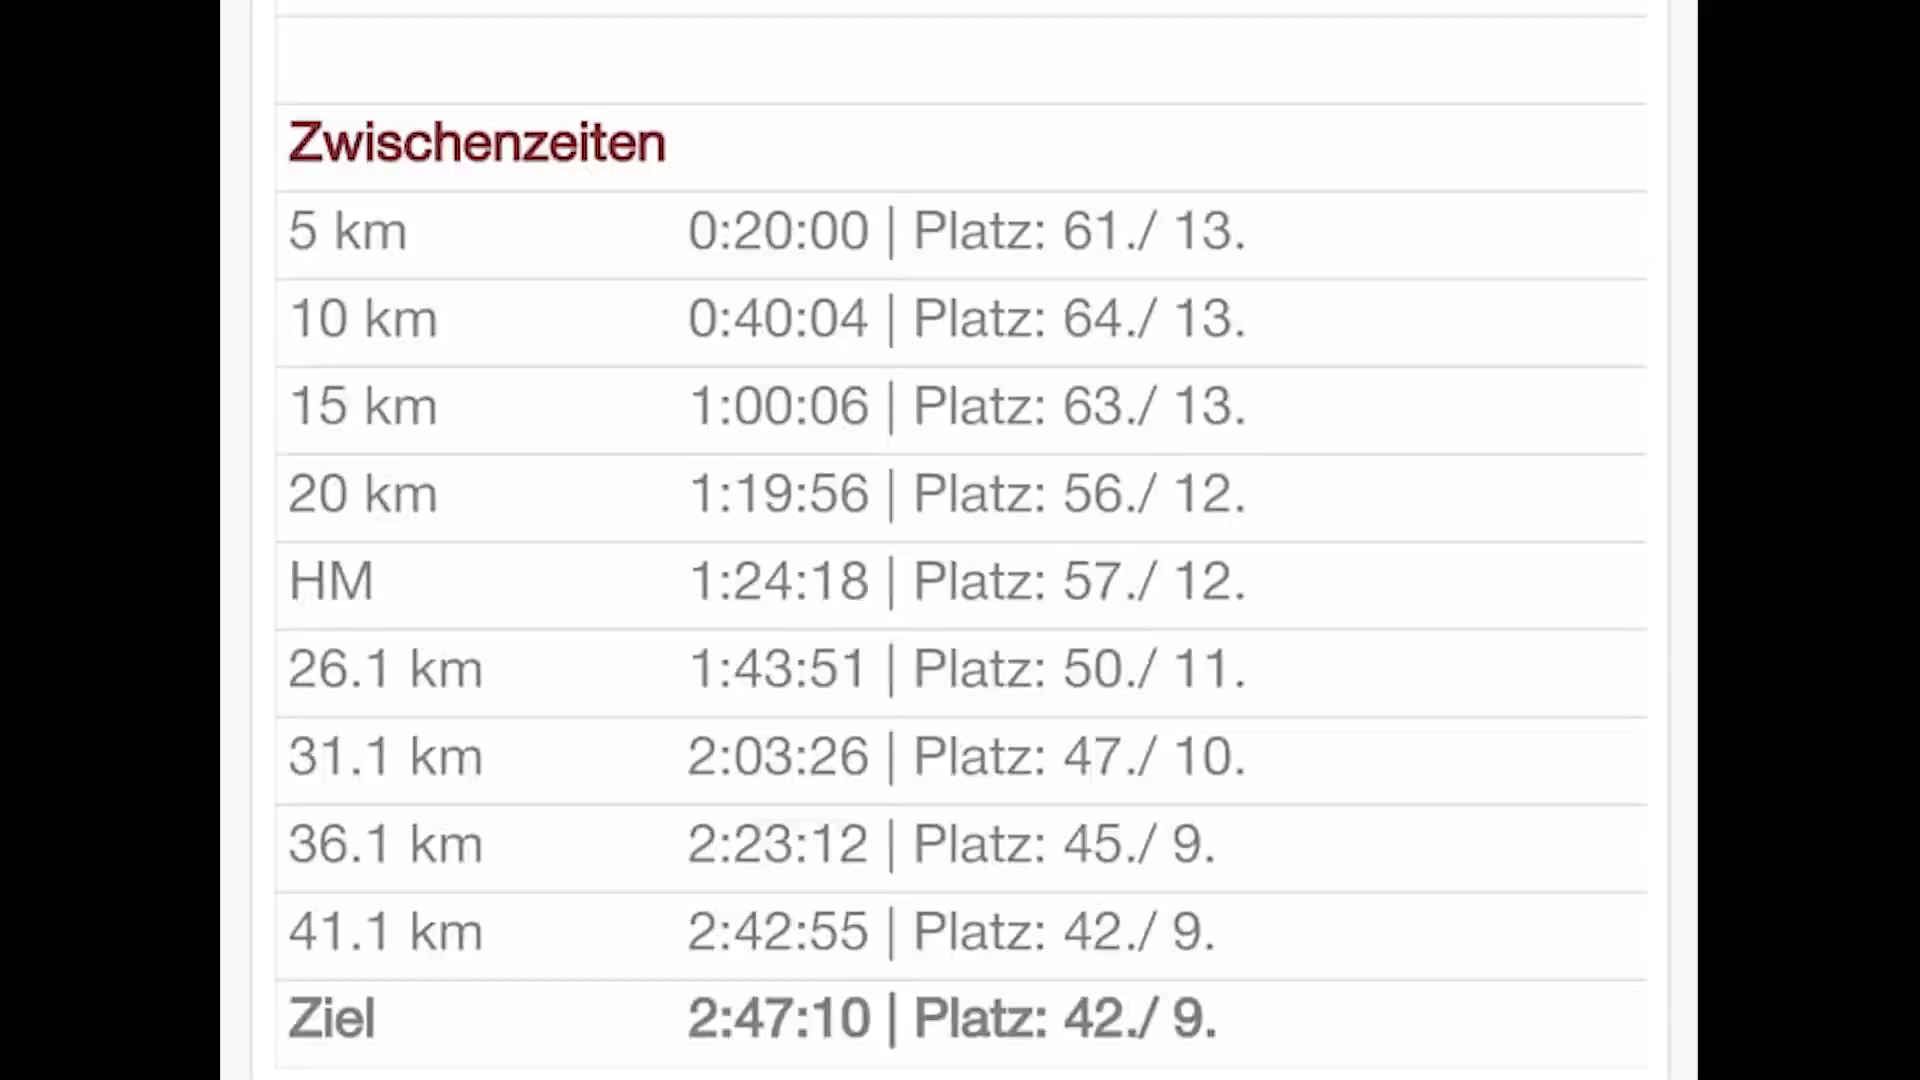 Zwischenzeiten
5 km 0:20:00 | Platz: 61./ 13.
10 km 0:40:04 | Platz: 64./ 13.
15 km 1:00:06 | Platz: 63./ 13.
20 km 1:19:56 | Platz: 56./ 12.
HM 1:24:18 | Platz: 57./ 12.
26.1 km 1:43:51 | Platz: 50./ 11.
31.1 km 2:03:26 | Platz: 47./ 10.
36.1 km 2:23:12 | Platz: 45./ 9.
41.1 km 2:42:55 | Platz: 42./ 9.
Ziel 2:47:10 | Platz: 42./ 9.